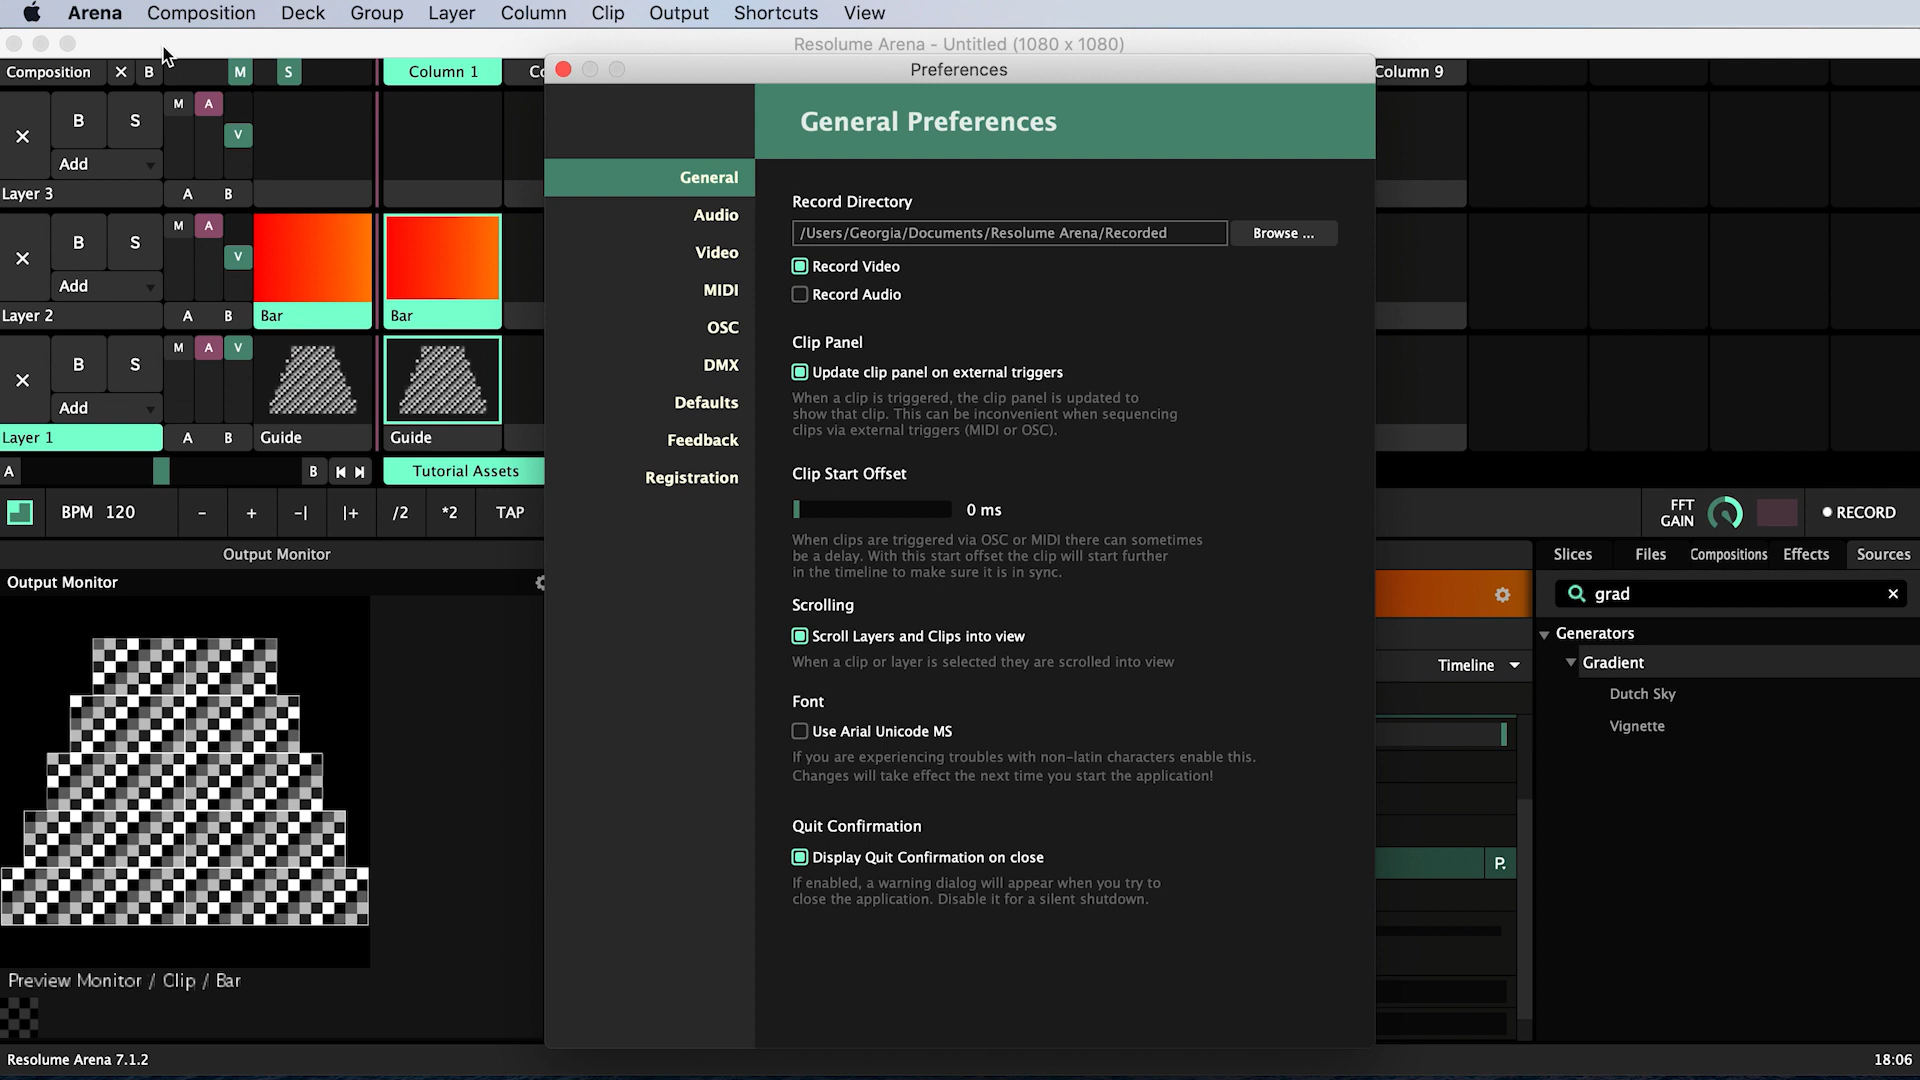 Arena Composition Deck Group Layer Column Clip Output Shortcuts View
Resolume Arena - Untitled (1080 x 1080)
Composition X B M S Column 1 Co Column 9
Preferences
General Preferences
General
Audio
Video
MIDI
OSC
DMX
Defaults
Feedback
Registration
Record Directory
/Users/Georgia/Documents/Resolume Arena/Recorded Browse ...
Record Video
Record Audio
Clip Panel
Update clip panel on external triggers
When a clip is triggered, the clip panel is updated to
show that clip. This can be inconvenient when sequencing
clips via external triggers (MIDI or OSC).
Clip Start Offset
0 ms
When clips are triggered via OSC or MIDI there can sometimes
be a delay. With this start offset the clip will start further
in the timeline to make sure it is in sync.
Scrolling
Scroll Layers and Clips into view
When a clip or layer is selected they are scrolled into view
Font
Use Arial Unicode MS
If you are experiencing troubles with non-latin characters enable this.
Changes will take effect the next time you start the application!
Quit Confirmation
Display Quit Confirmation on close
If enabled, a warning dialog will appear when you try to
close the application. Disable it for a silent shutdown.
X B S M A V
Add
Layer 3 A B
X B S M A V
Add
Layer 2 A B Bar Bar
X B S M A V
Add
Layer 1 A B Guide Guide
A B Tutorial Assets
BPM 120 - + -| |+ /2 *2 TAP
FFT
GAIN
RECORD
Output Monitor
Output Monitor
Preview Monitor / Clip / Bar
Slices Files Compositions Effects Sources
grad
Generators
Gradient
Dutch Sky
Vignette
Timeline
P.
Resolume Arena 7.1.2
18:06